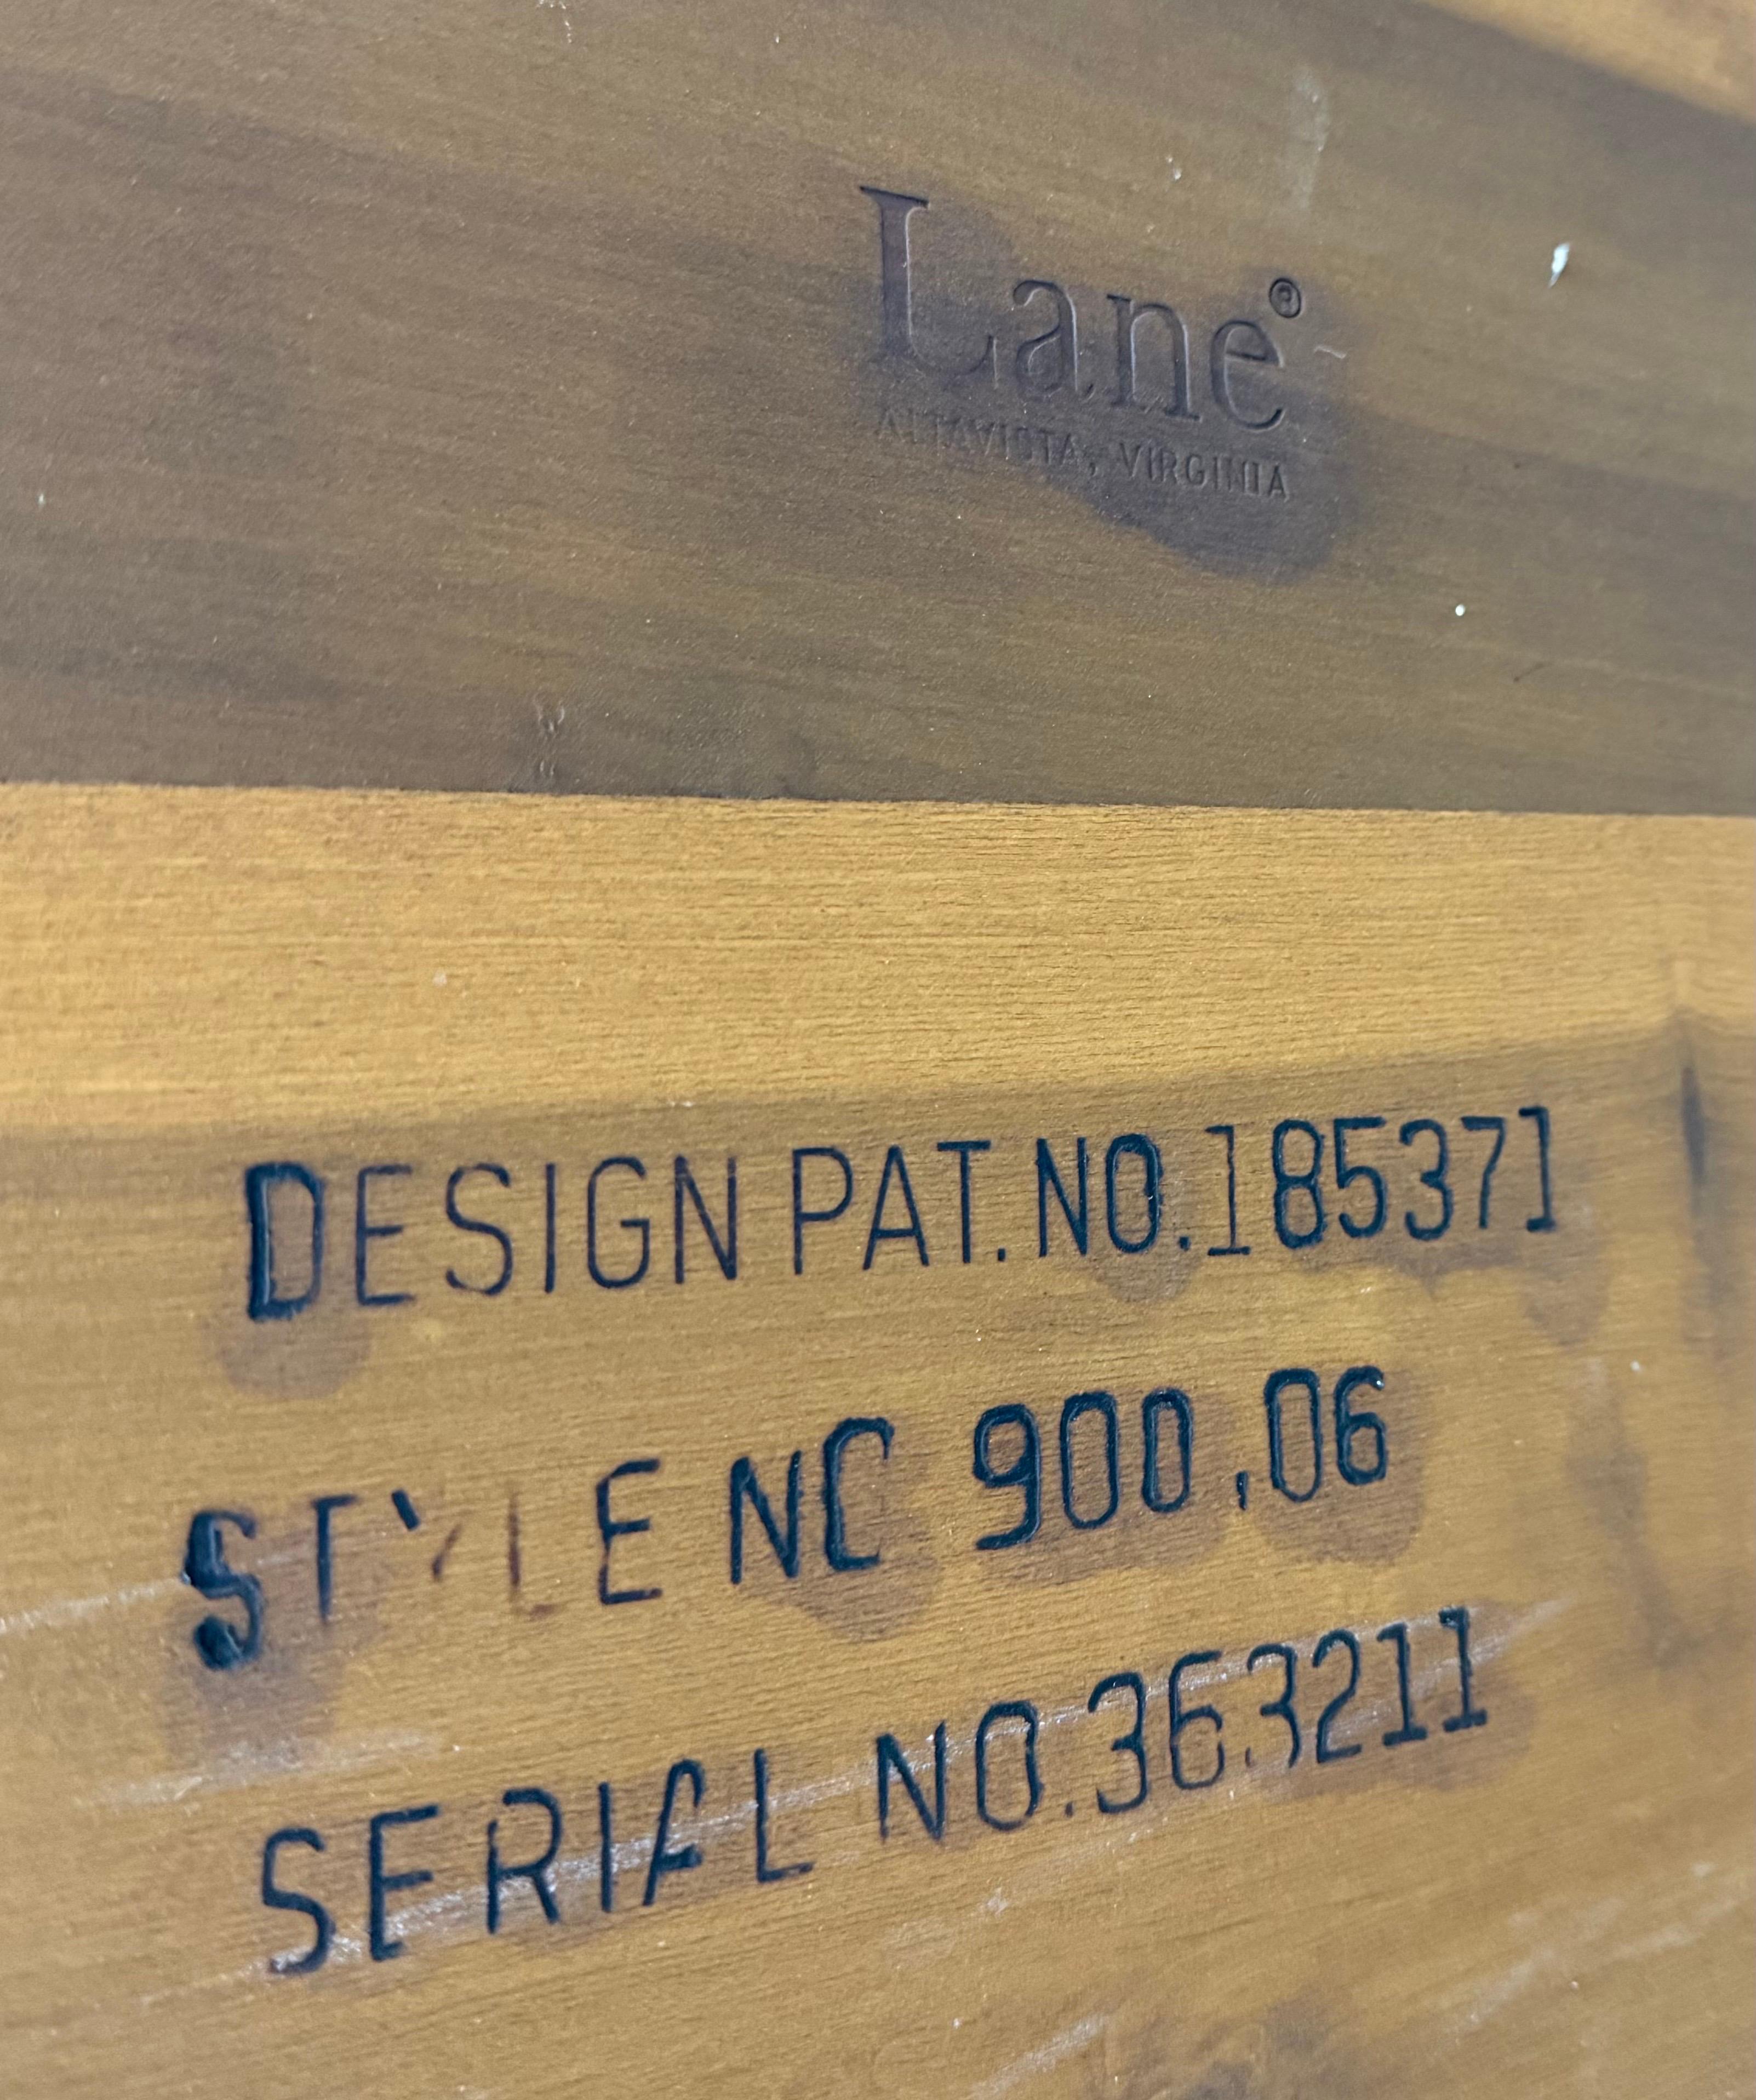 Lane®
ALTAVISTA, VIRGINIA
DESIGN PAT. NO. 185371
STYLE NO 900.06
SERIAL NO. 363211